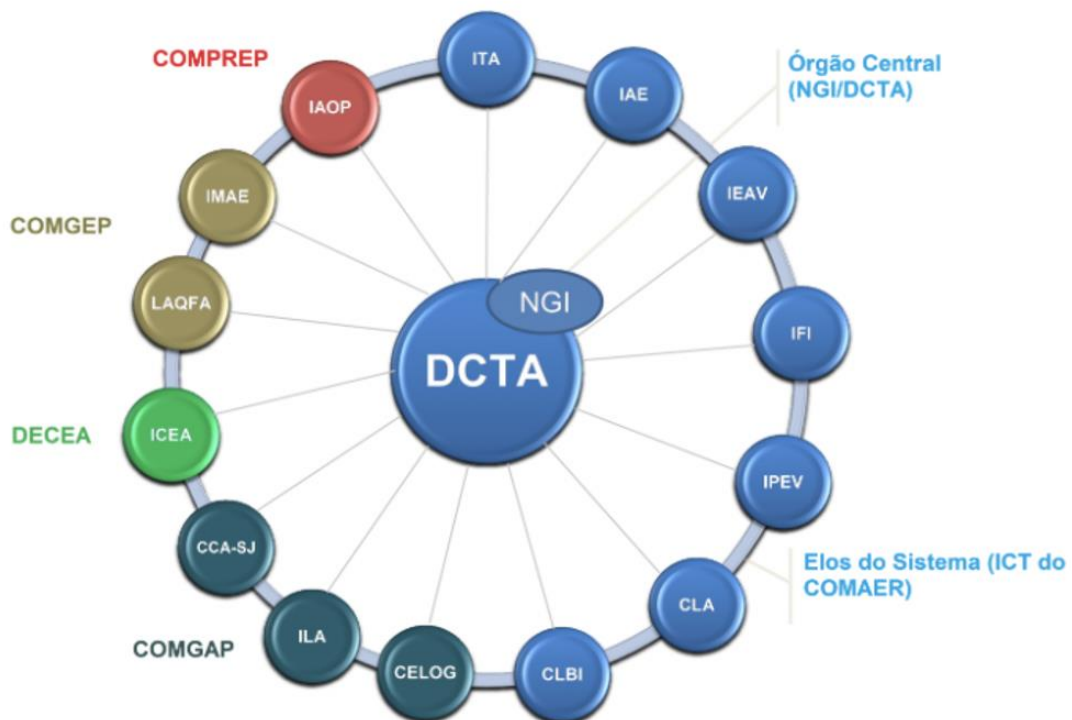 COMPREP
ITA
IAE
Órgão Central
(NGI/DCTA)
IAOP
IMAE
IEAV
COMGEP
LAQFA
NGI
IFI
DCTA
DECEA
ICEA
IPEV
CCA-SJ
Elos do Sistema (ICT do
COMAER)
CLA
COMGAP
ILA
CELOG
CLBI